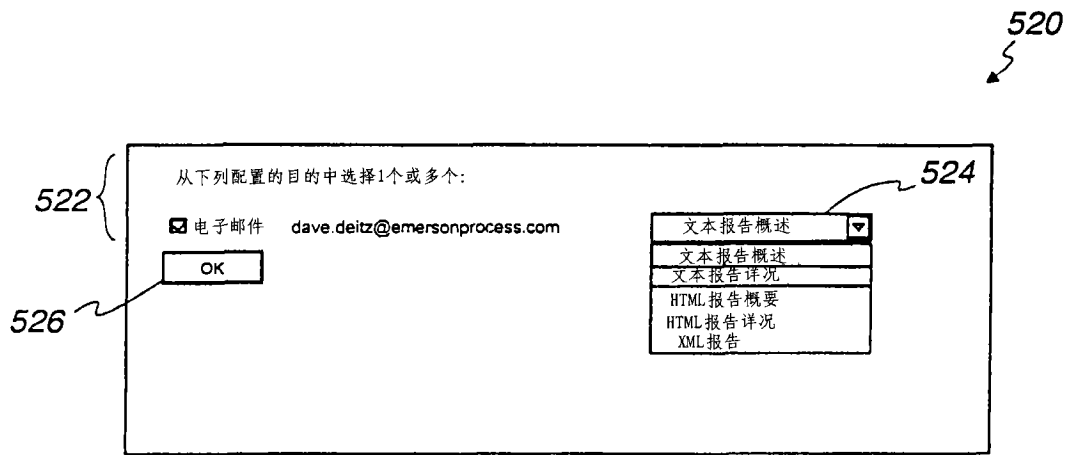 520
522
从下列配置的目的中选择1个或多个:
524
电子邮件 dave.deitz@emersonprocess.com 文本报告概述
OK
文本报告概述
文本报告详况
526
HTML报告概要
HTML报告详况
XML报告